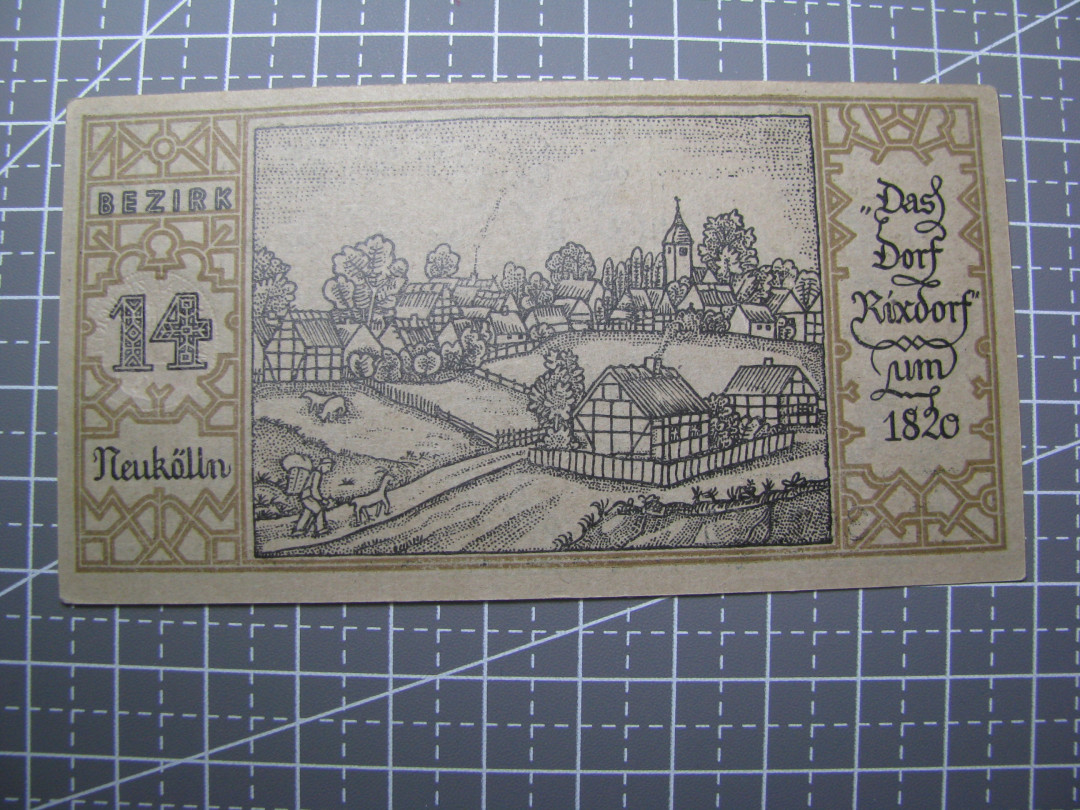 BEZIRK
14
Neukölln
„Das
Dorf
Rixdorf"
um
1820